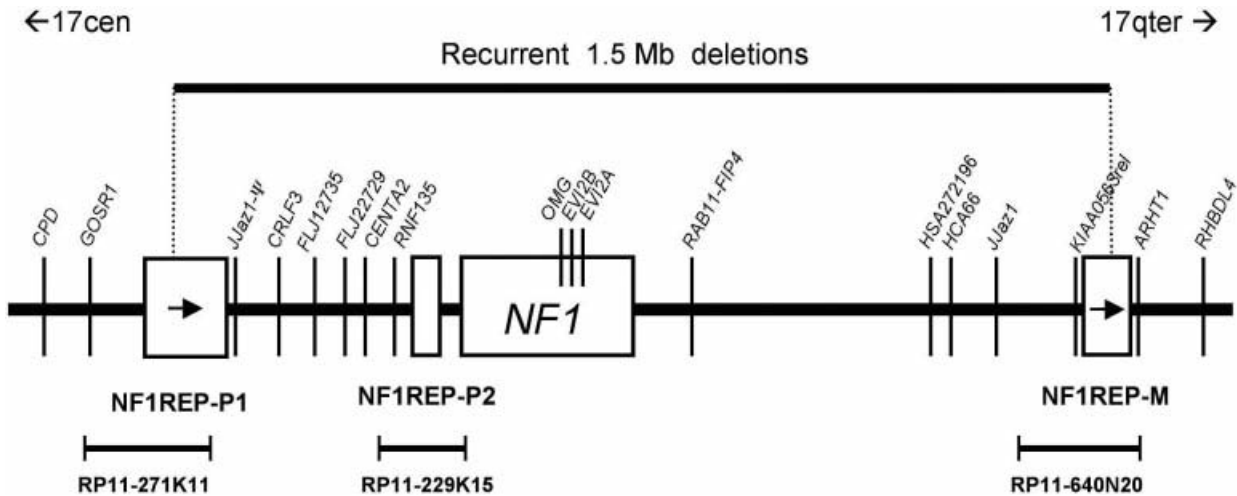 ←17cen
17qter →
Recurrent 1.5 Mb deletions
CPD
GOSR1
JJaz1-Ψ
CRLF3
FLJ12735
FLJ22729
CENTA2
RNF135
OMG
EVI2B
EVI2A
RAB11-FIP4
HSA272196
HCA66
JJaz1
KIAA0563rel
ARHT1
RHBDL4
NF1
NF1REP-P1
NF1REP-P2
NF1REP-M
RP11-271K11
RP11-229K15
RP11-640N20